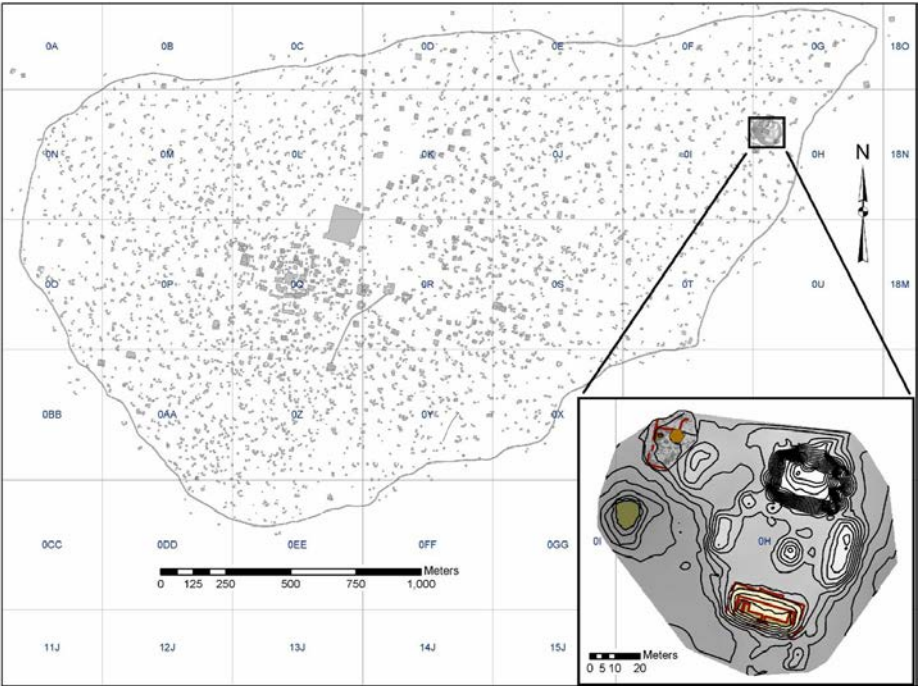 0A 0B 0C 0D 0E 0F 0G 18O
0N 0M 0L 0K 0J 0I 0H 18N
N
0O 0P 0Q 0R 0S 0T 0U 18M
0BB 0AA 0Z 0Y 0X
0CC 0DD 0EE 0FF 0GG
Meters
0 125 250 500 750 1,000
11J 12J 13J 14J 15J
0I 0H
Meters
0 5 10 20